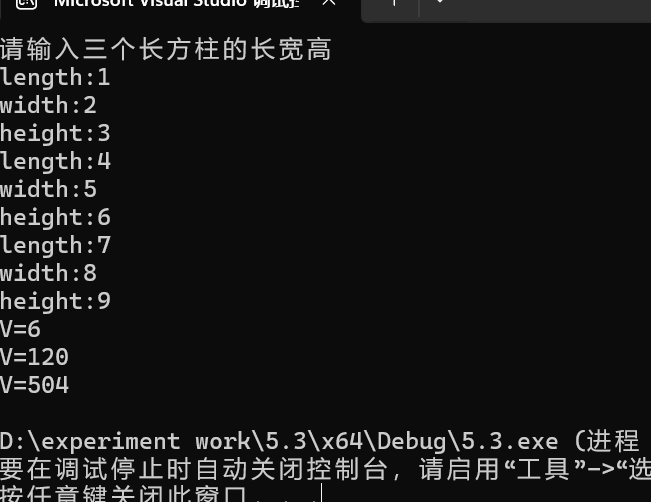 Microsoft Visual Studio 调试控
请输入三个长方柱的长宽高
length:1
width:2
height:3
length:4
width:5
height:6
length:7
width:8
height:9
V=6
V=120
V=504
D:\experiment work\5.3\x64\Debug\5.3.exe (进程
要在调试停止时自动关闭控制台，请启用“工具”->“选
按任意键关闭此窗口. . .